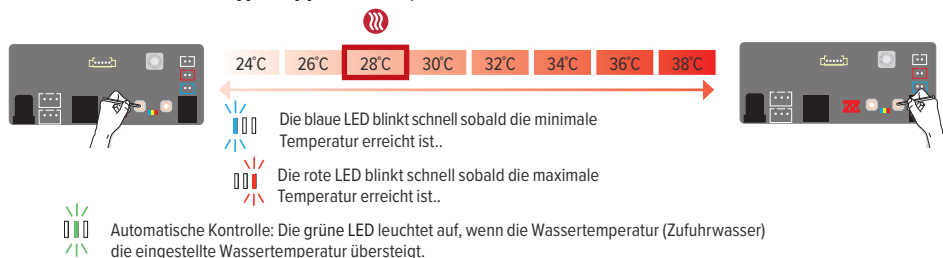 24°C 26°C 28°C 30°C 32°C 34°C 36°C 38°C
Die blaue LED blinkt schnell sobald die minimale
Temperatur erreicht ist..
Die rote LED blinkt schnell sobald die maximale
Temperatur erreicht ist..
Automatische Kontrolle: Die grüne LED leuchtet auf, wenn die Wassertemperatur (Zufuhrwasser)
die eingestellte Wassertemperatur übersteigt.